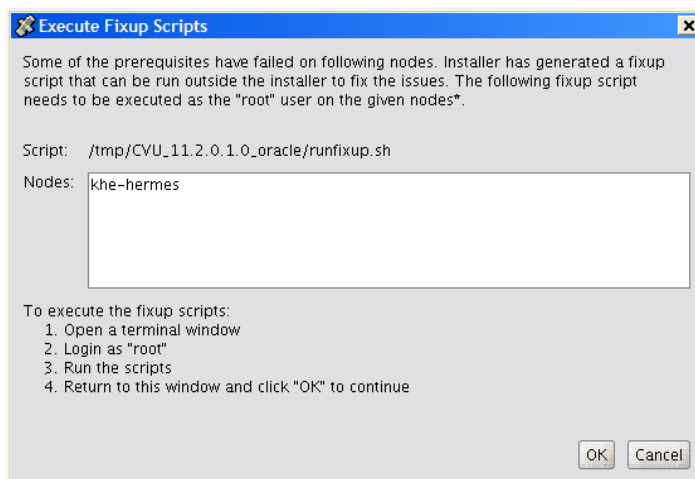 Execute Fixup Scripts
Some of the prerequisites have failed on following nodes. Installer has generated a fixup
script that can be run outside the installer to fix the issues. The following fixup script
needs to be executed as the "root" user on the given nodes*.
Script: /tmp/CVU_11.2.0.1.0_oracle/runfixup.sh
Nodes: khe-hermes
To execute the fixup scripts:
1. Open a terminal window
2. Login as "root"
3. Run the scripts
4. Return to this window and click "OK" to continue
OK Cancel